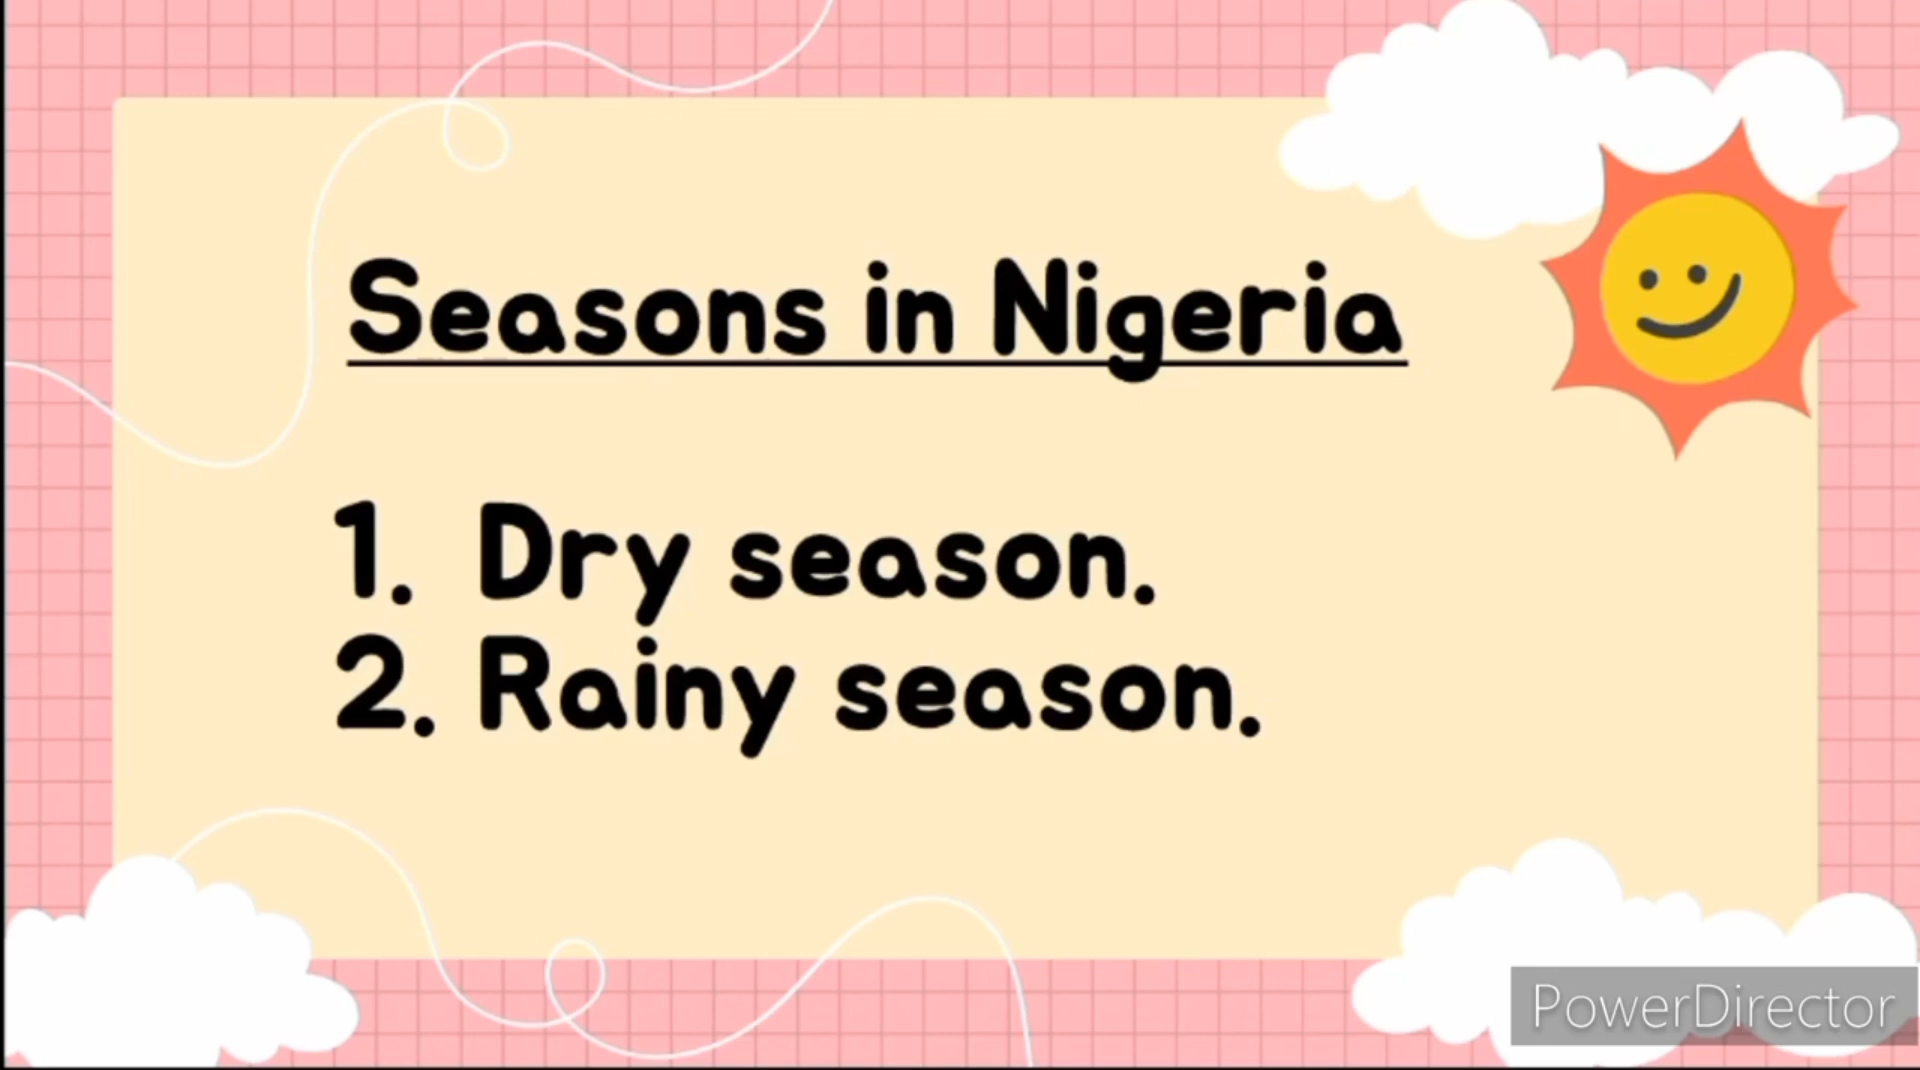 Seasons in Nigeria
1. Dry season.
2. Rainy season.
PowerDirector